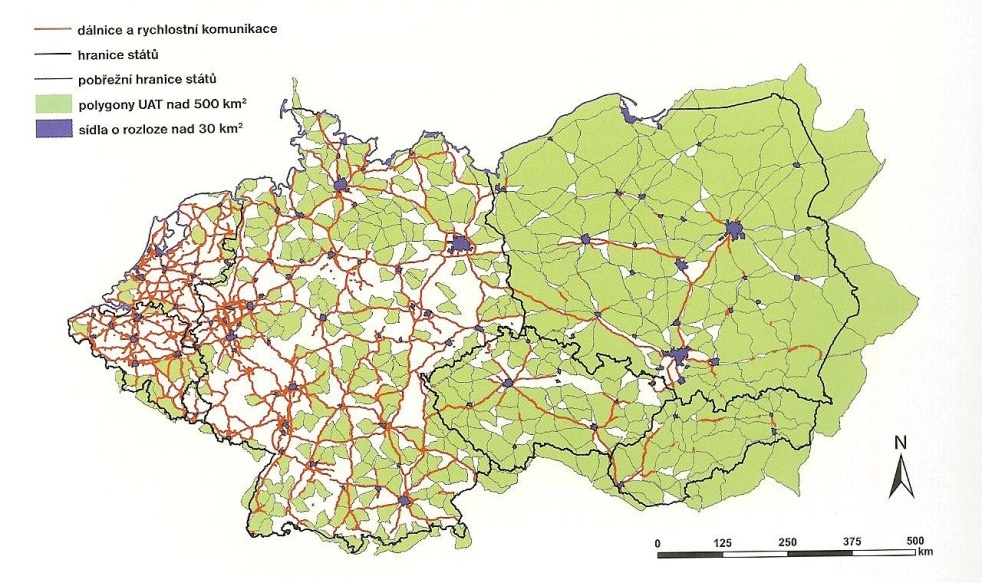 dálnice a rychlostní komunikace
hranice států
pobřežní hranice států
polygony UAT nad 500 km²
sídla o rozloze nad 30 km²
N
0 125 250 375 500
km